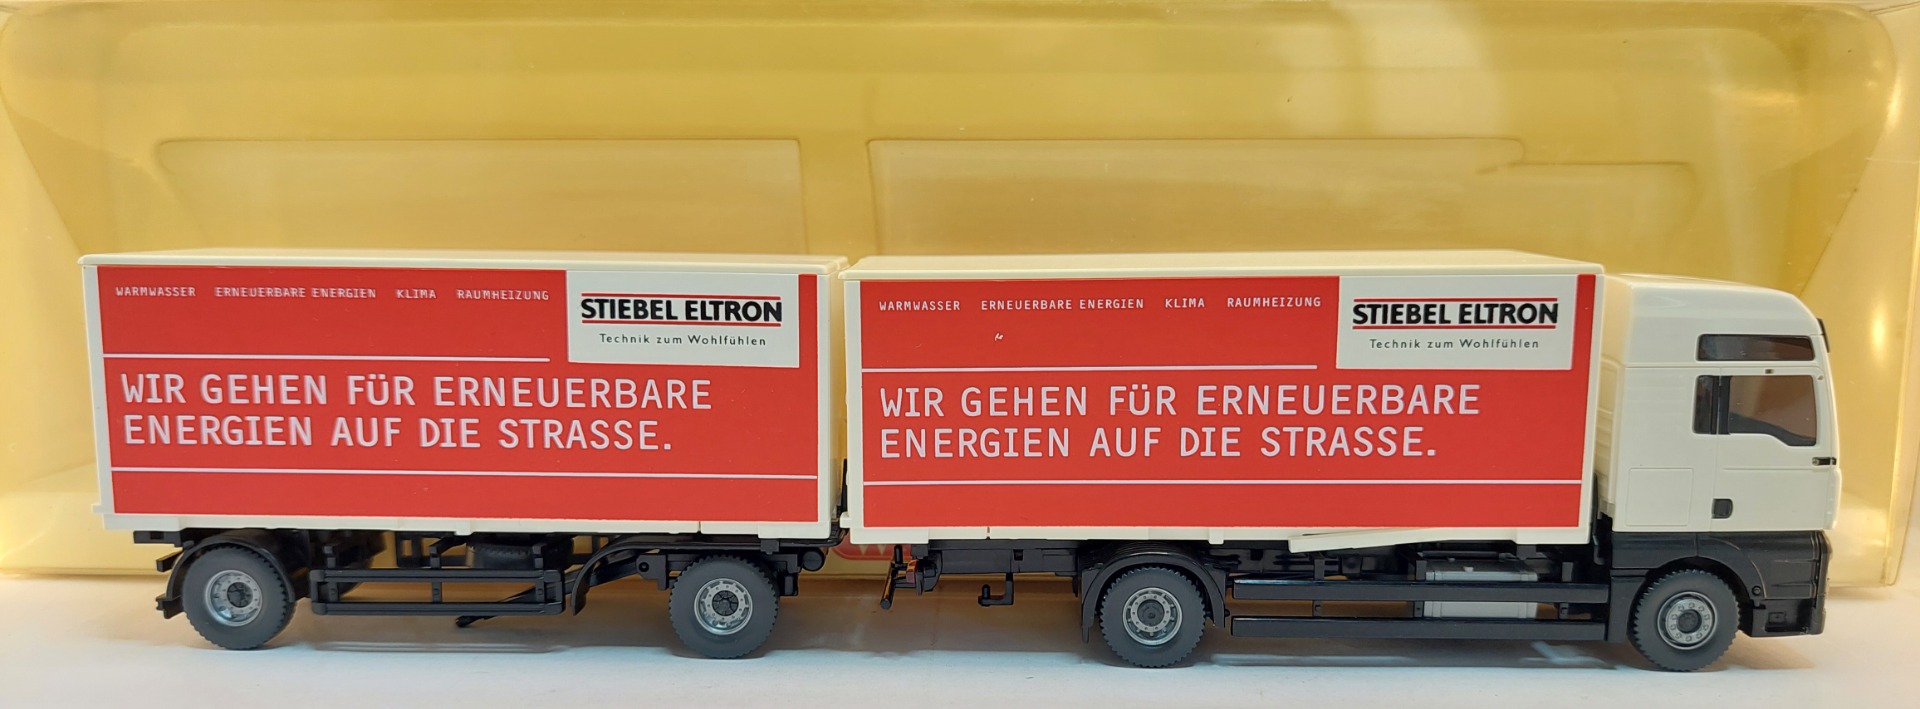 WARMWASSER ERNEUERBARE ENERGIEN KLIMA RAUMHEIZUNG
STIEBEL ELTRON
Technik zum Wohlfühlen
WIR GEHEN FÜR ERNEUERBARE
ENERGIEN AUF DIE STRASSE.
WARMWASSER ERNEUERBARE ENERGIEN KLIMA RAUMHEIZUNG
STIEBEL ELTRON
Technik zum Wohlfühlen
WIR GEHEN FÜR ERNEUERBARE
ENERGIEN AUF DIE STRASSE.